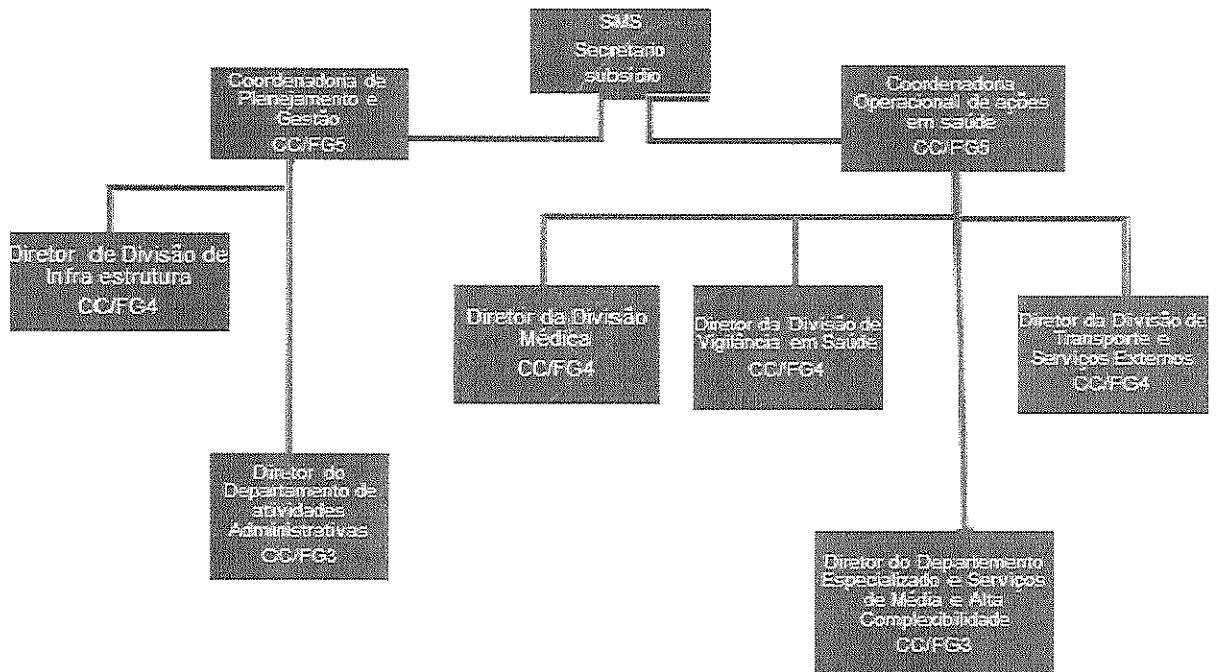 SMS
Secretario
subsídio
Coordenadoria de
Planejamento e
Gestão
CC/FG5
Coordenadoria
Operacional de ações
em saúde
CC/FG5
Diretor de Divisão de
Infra estrutura
CC/FG4
Diretor da Divisão
Médica
CC/FG4
Diretor da Divisão de
Vigilância em Saúde
CC/FG4
Diretor da Divisão de
Transporte e
Serviços Externos
CC/FG4
Diretor do
Departamento de
atividades
Administrativas
CC/FG3
Diretor do Departemento
Especializado e Serviços
de Média e Alta
Complexibilidade
CC/FG3